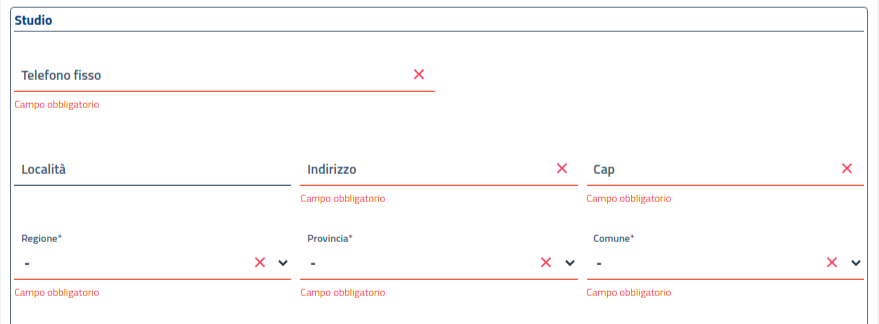 Studio
Telefono fisso
Campo obbligatorio
Località Indirizzo Cap
Campo obbligatorio Campo obbligatorio
Regione* Provincia* Comune*
- - -
Campo obbligatorio Campo obbligatorio Campo obbligatorio